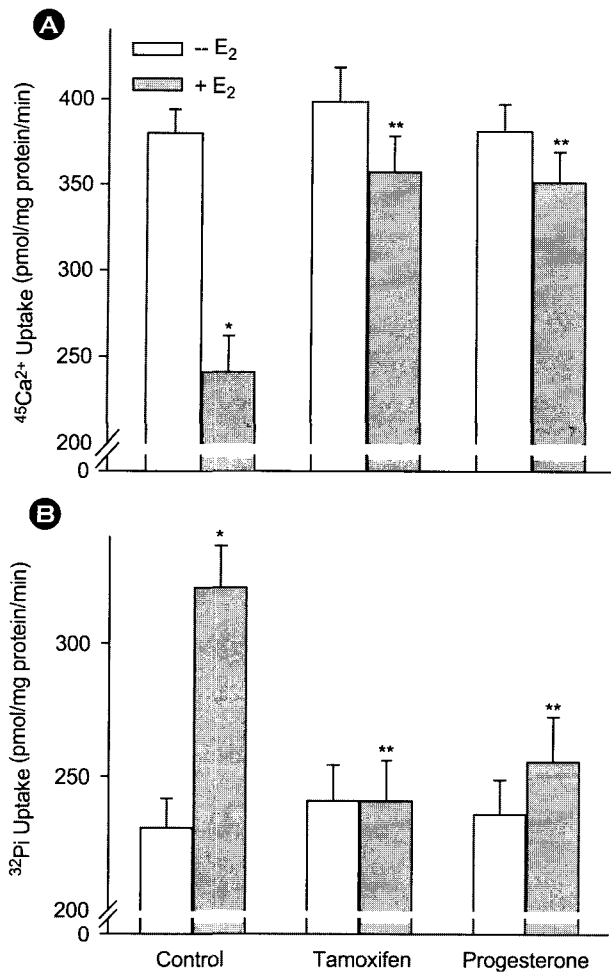 A
-- E₂
+ E₂
⁴⁵Ca²⁺ Uptake (pmol/mg protein/min)
400
350
300
250
200
0
*
**
**
B
³²Pi Uptake (pmol/mg protein/min)
300
250
200
0
*
**
**
Control Tamoxifen Progesterone